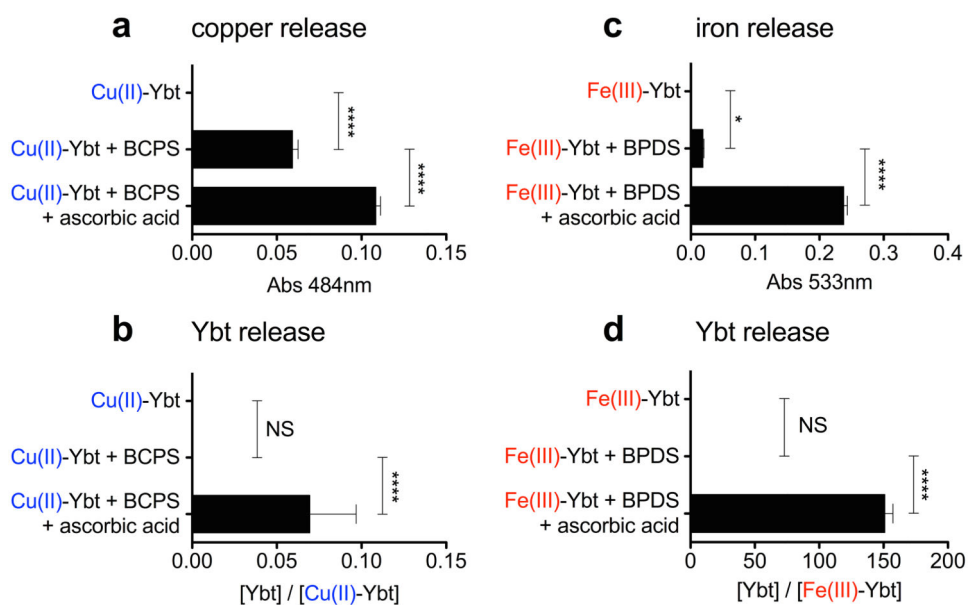 a copper release
Cu(II)-Ybt
Cu(II)-Ybt + BCPS
Cu(II)-Ybt + BCPS
+ ascorbic acid
****
****
0.00 0.05 0.10 0.15
Abs 484nm
c iron release
Fe(III)-Ybt
Fe(III)-Ybt + BPDS
Fe(III)-Ybt + BPDS
+ ascorbic acid
*
****
0.0 0.1 0.2 0.3 0.4
Abs 533nm
b Ybt release
Cu(II)-Ybt
Cu(II)-Ybt + BCPS
Cu(II)-Ybt + BCPS
+ ascorbic acid
NS
****
0.00 0.05 0.10 0.15
[Ybt] / [Cu(II)-Ybt]
d Ybt release
Fe(III)-Ybt
Fe(III)-Ybt + BPDS
Fe(III)-Ybt + BPDS
+ ascorbic acid
NS
****
0 50 100 150 200
[Ybt] / [Fe(III)-Ybt]